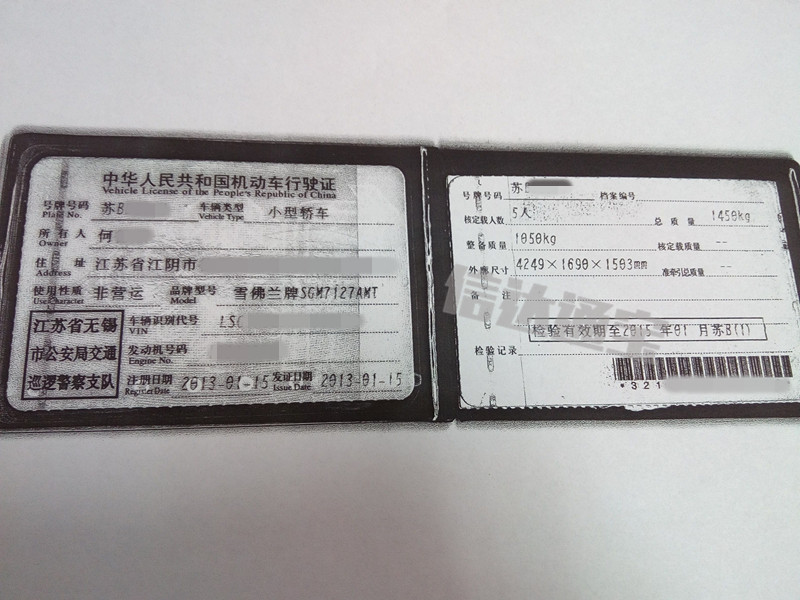 中华人民共和国机动车行驶证
Vehicle License of the People's Republic of China
号牌号码 苏B 车辆类型 小型轿车
Plate No. Vehicle Type
所有人 何
Owner
住址 江苏省江阴市
Address
使用性质 非营运 品牌型号 雪佛兰牌SGM7127AMT
Use Character Model
江苏省无锡
市公安局交通
巡逻警察支队
车辆识别代号 LSG
VIN
发动机号码
Engine No.
注册日期 2013-01-15 发证日期 2013-01-15
Register Date Issue Date
号牌号码 苏 档案编号
核定载人数 5人 总质量 1450kg
整备质量 1050kg 核定载质量 --
外廓尺寸 4249×1690×1503mm 准牵引总质量 --
备注
检验有效期至2015年01月苏B(1)
检验记录
*321
信达通车